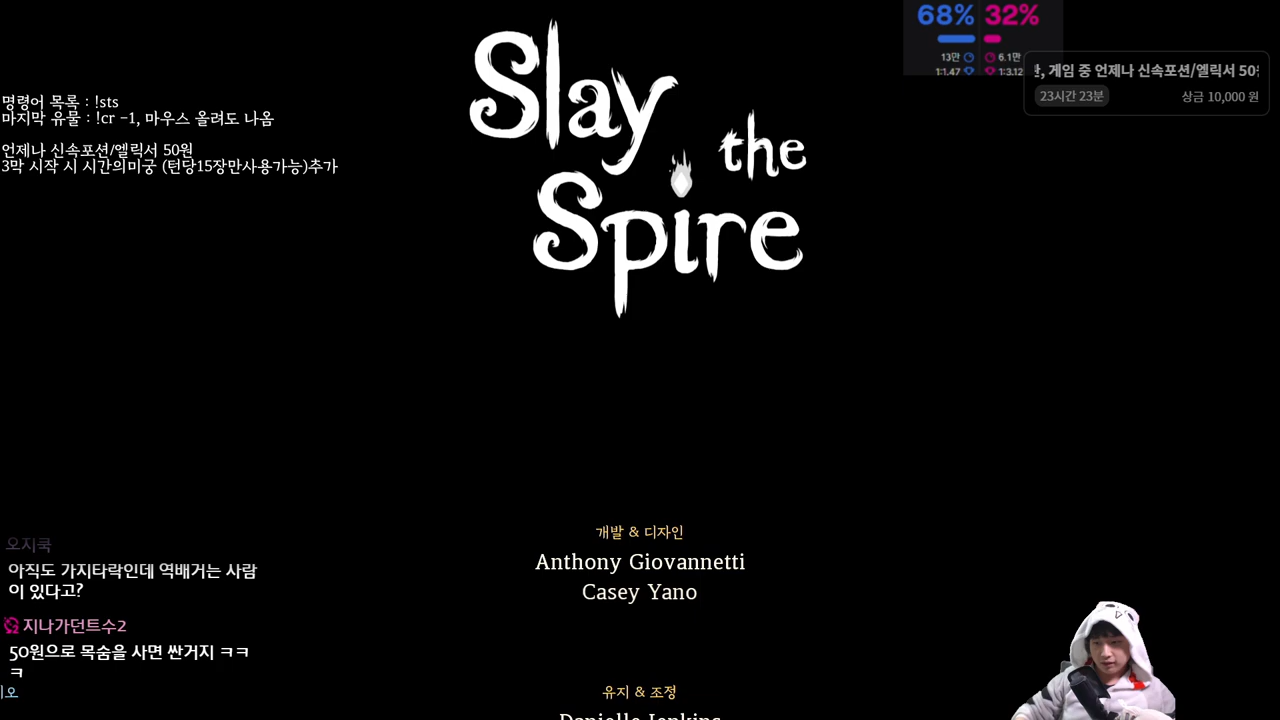 68% 32%
13만 6.1만
1:1.47 1:3.12
, 게임 중 언제나 신속포션/엘릭서 50
23시간 23분 상금 10,000 원
Slay
the
Spire
명령어 목록 : !sts
마지막 유물 : !cr -1, 마우스 올려도 나옴
언제나 신속포션/엘릭서 50원
3막 시작 시 시간의미궁 (턴당15장만사용가능)추가
개발 & 디자인
Anthony Giovannetti
Casey Yano
유지 & 조정
Danielle Jenkins
오지쿡
아직도 가지타락인데 역배거는 사람
이 있다고?
지나가던트수2
50원으로 목숨을 사면 싼거지 ㅋㅋ
ㅋ
오